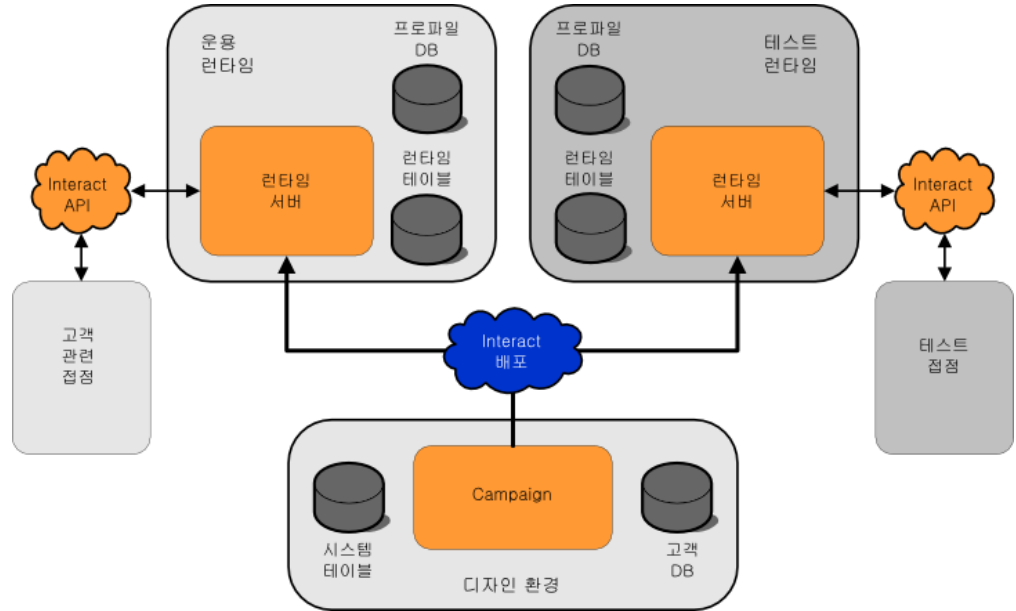 운용
런타임
프로파일
DB
런타임
테이블
런타임
서버
Interact
API
고객
관련
접점
프로파일
DB
테스트
런타임
런타임
테이블
런타임
서버
Interact
API
테스트
접점
Interact
배포
Campaign
시스템
테이블
고객
DB
디자인 환경